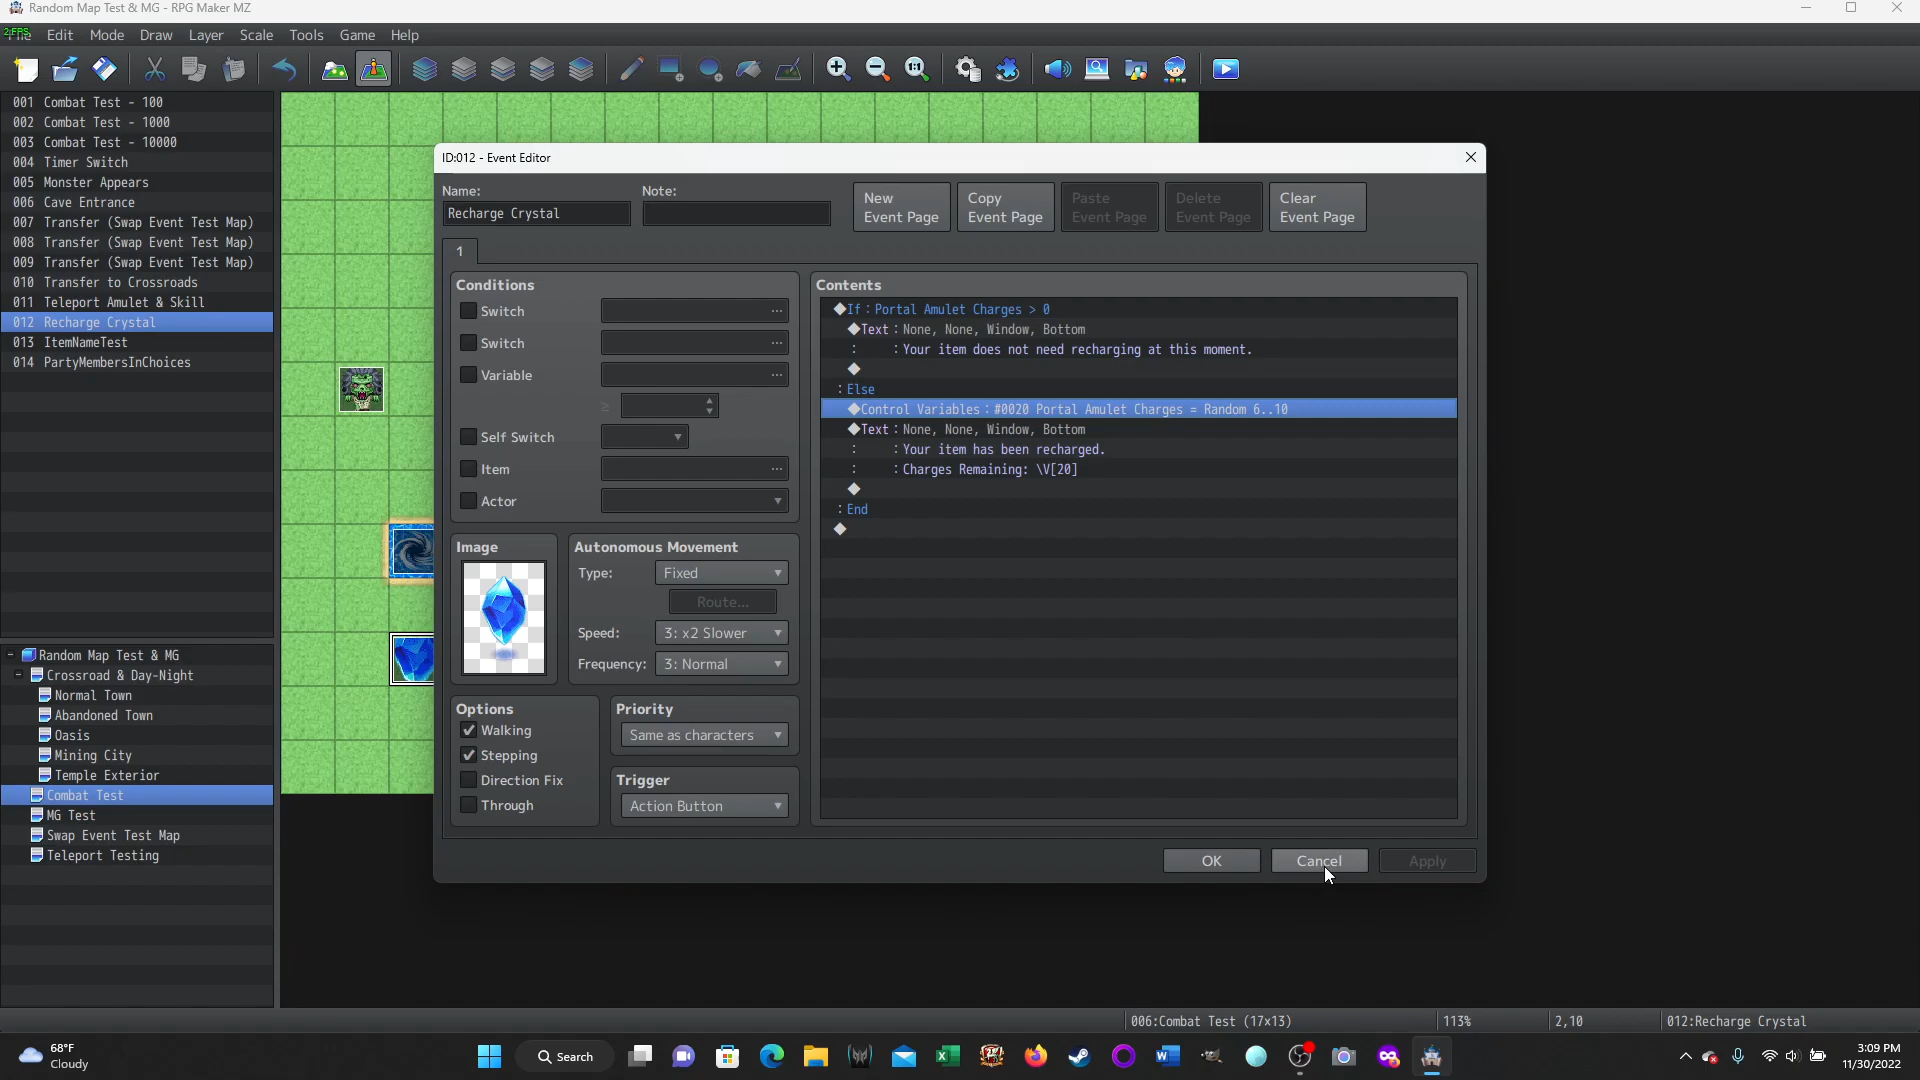 Random Map Test & MG - RPG Maker MZ
2 FPS
File Edit Mode Draw Layer Scale Tools Game Help
001 Combat Test - 100
002 Combat Test - 1000
003 Combat Test - 10000
004 Timer Switch
005 Monster Appears
006 Cave Entrance
007 Transfer (Swap Event Test Map)
008 Transfer (Swap Event Test Map)
009 Transfer (Swap Event Test Map)
010 Transfer to Crossroads
011 Teleport Amulet & Skill
012 Recharge Crystal
013 ItemNameTest
014 PartyMembersInChoices
Random Map Test & MG
Crossroad & Day-Night
Normal Town
Abandoned Town
Oasis
Mining City
Temple Exterior
Combat Test
MG Test
Swap Event Test Map
Teleport Testing
ID:012 - Event Editor
Name:
Recharge Crystal
Note:
New Event Page
Copy Event Page
Paste Event Page
Delete Event Page
Clear Event Page
1
Conditions
Switch ...
Switch ...
Variable ...
≥
Self Switch
Item ...
Actor
Image
Autonomous Movement
Type: Fixed
Route...
Speed: 3: x2 Slower
Frequency: 3: Normal
Options
Walking
Stepping
Direction Fix
Through
Priority
Same as characters
Trigger
Action Button
Contents
◆If : Portal Amulet Charges > 0
◆Text : None, None, Window, Bottom
: : Your item does not need recharging at this moment.
◆
: Else
◆Control Variables : #0020 Portal Amulet Charges = Random 6..10
◆Text : None, None, Window, Bottom
: : Your item has been recharged.
: : Charges Remaining: \V[20]
◆
: End
◆
OK Cancel Apply
006:Combat Test (17x13) 113% 2,10 012:Recharge Crystal
68°F
Cloudy
Search
3:09 PM
11/30/2022